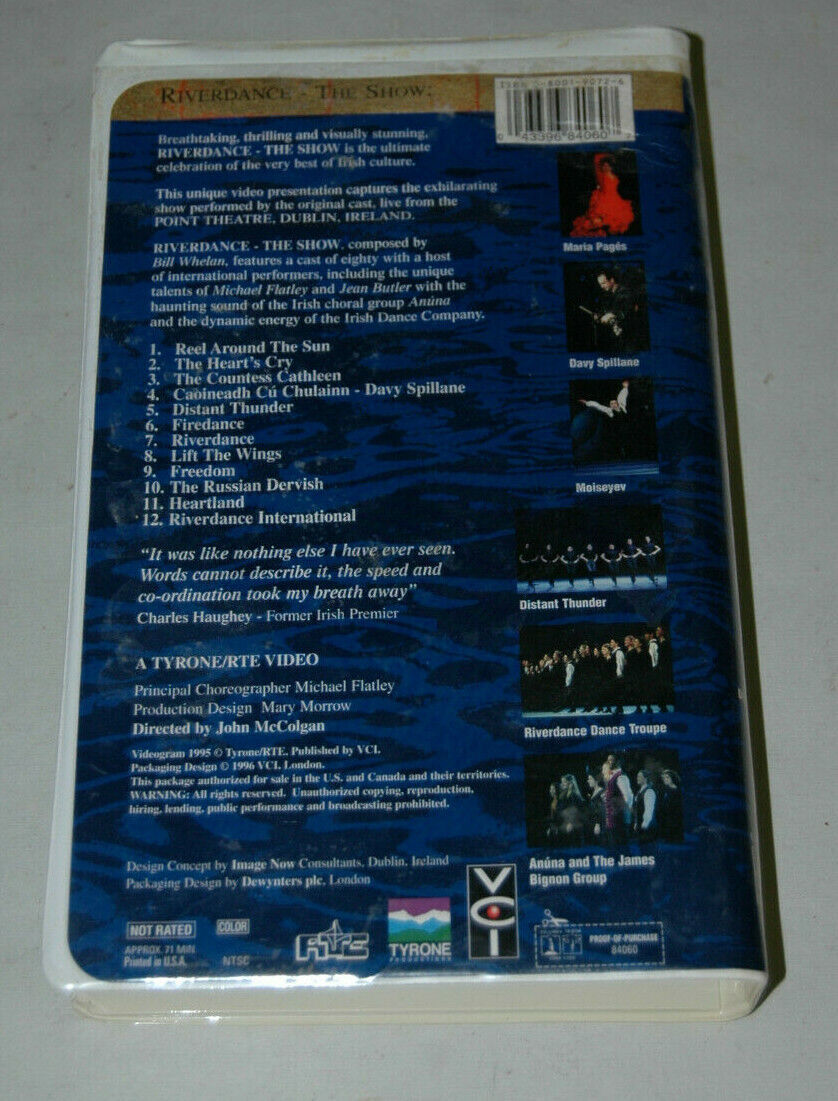 RIVERDANCE - THE SHOW:
ISBN 0-8001-9072-6
0 43396 84060
Breathtaking, thrilling and visually stunning,
RIVERDANCE - THE SHOW is the ultimate
celebration of the very best of Irish culture.
This unique video presentation captures the exhilarating
show performed by the original cast, live from the
POINT THEATRE, DUBLIN, IRELAND.
RIVERDANCE - THE SHOW, composed by
Bill Whelan, features a cast of eighty with a host
of international performers, including the unique
talents of Michael Flatley and Jean Butler with the
haunting sound of the Irish choral group Anúna
and the dynamic energy of the Irish Dance Company.
1. Reel Around The Sun
2. The Heart's Cry
3. The Countess Cathleen
4. Caoineadh Cú Chulainn - Davy Spillane
5. Distant Thunder
6. Firedance
7. Riverdance
8. Lift The Wings
9. Freedom
10. The Russian Dervish
11. Heartland
12. Riverdance International
"It was like nothing else I have ever seen.
Words cannot describe it, the speed and
co-ordination took my breath away"
Charles Haughey - Former Irish Premier
A TYRONE/RTE VIDEO
Principal Choreographer Michael Flatley
Production Design Mary Morrow
Directed by John McColgan
Videogram 1995 © Tyrone/RTE. Published by VCI.
Packaging Design © 1996 VCI, London.
This package authorized for sale in the U.S. and Canada and their territories.
WARNING: All rights reserved. Unauthorized copying, reproduction,
hiring, lending, public performance and broadcasting prohibited.
Design Concept by Image Now Consultants, Dublin, Ireland
Packaging Design by Dewynters plc, London
Maria Pagés
Davy Spillane
Moiseyev
Distant Thunder
Riverdance Dance Troupe
Anúna and The James
Bignon Group
NOT RATED
COLOR
APPROX. 71 MIN.
Printed in U.S.A.
NTSC
RTE
TYRONE
PRODUCTIONS
VCI
PROOF-OF-PURCHASE
84060